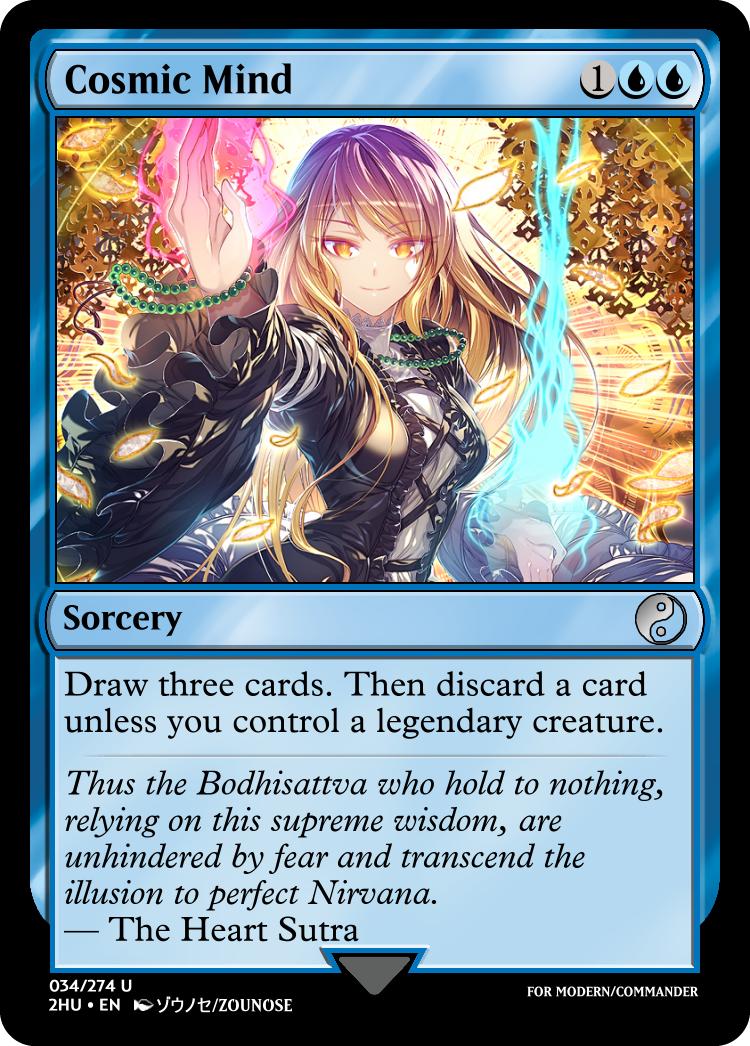 Cosmic Mind 1
Sorcery
Draw three cards. Then discard a card
unless you control a legendary creature.
Thus the Bodhisattva who hold to nothing,
relying on this supreme wisdom, are
unhindered by fear and transcend the
illusion to perfect Nirvana.
— The Heart Sutra
034/274 U
2HU • EN ゾウノセ/ZOUNOSE
FOR MODERN/COMMANDER